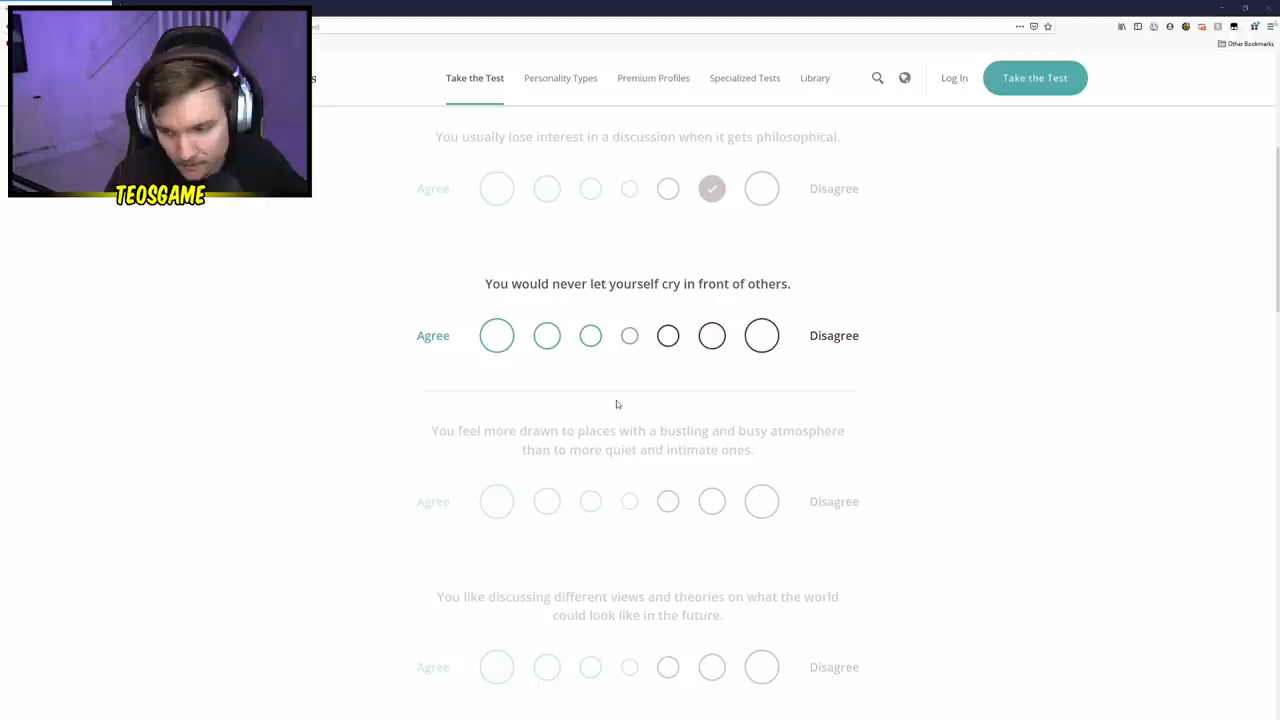 Other Bookmarks
Take the Test
Personality Types
Premium Profiles
Specialized Tests
Library
Log In
Take the Test
You usually lose interest in a discussion when it gets philosophical.
Agree
Disagree
TEOSGAME
You would never let yourself cry in front of others.
Agree
Disagree
You feel more drawn to places with a bustling and busy atmosphere
than to more quiet and intimate ones.
Agree
Disagree
You like discussing different views and theories on what the world
could look like in the future.
Agree
Disagree